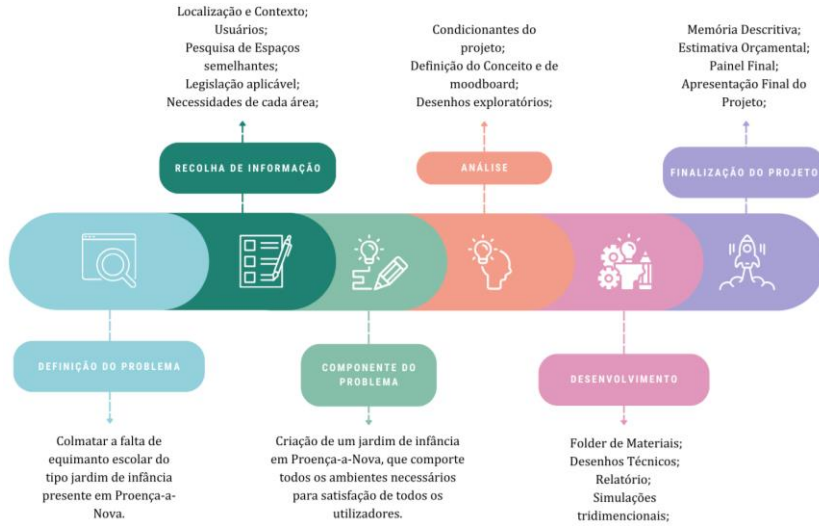 Localização e Contexto;
Usuários;
Pesquisa de Espaços
semelhantes;
Legislação aplicável;
Necessidades de cada área;
Condicionantes do
projeto;
Definição do Conceito e de
moodboard;
Desenhos exploratórios;
Memória Descritiva;
Estimativa Orçamental;
Painel Final;
Apresentação Final do
Projeto;
RECOLHA DE INFORMAÇÃO
ANÁLISE
FINALIZAÇÃO DO PROJETO
DEFINIÇÃO DO PROBLEMA
COMPONENTE DO
PROBLEMA
DESENVOLVIMENTO
Colmatar a falta de
equimanto escolar do
tipo jardim de infância
presente em Proença-a-
Nova.
Criação de um jardim de infância
em Proença-a-Nova, que comporte
todos os ambientes necessários
para satisfação de todos os
utilizadores.
Folder de Materiais;
Desenhos Técnicos;
Relatório;
Simulações
tridimencionais;